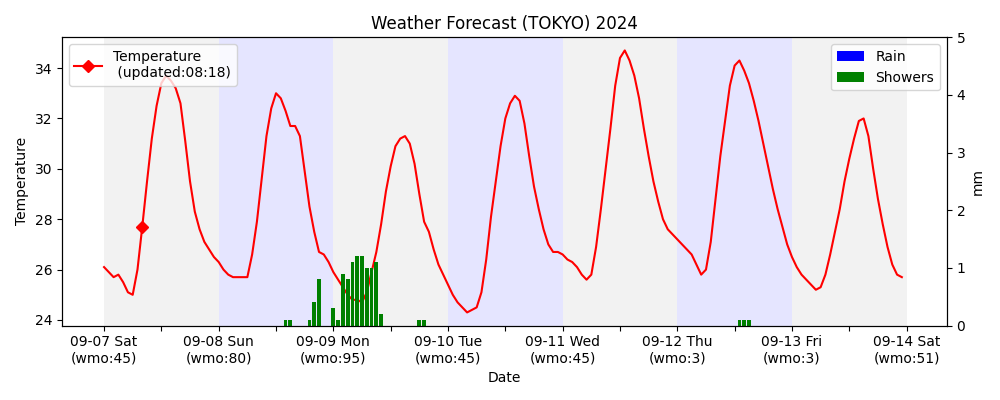 Weather Forecast (TOKYO) 2024
Temperature
(updated:08:18)
Rain
Showers
Temperature
34
32
30
28
26
24
5
4
3
2
1
0
mm
09-07 Sat
(wmo:45)
09-08 Sun
(wmo:80)
09-09 Mon
(wmo:95)
09-10 Tue
(wmo:45)
09-11 Wed
(wmo:45)
09-12 Thu
(wmo:3)
09-13 Fri
(wmo:3)
09-14 Sat
(wmo:51)
Date